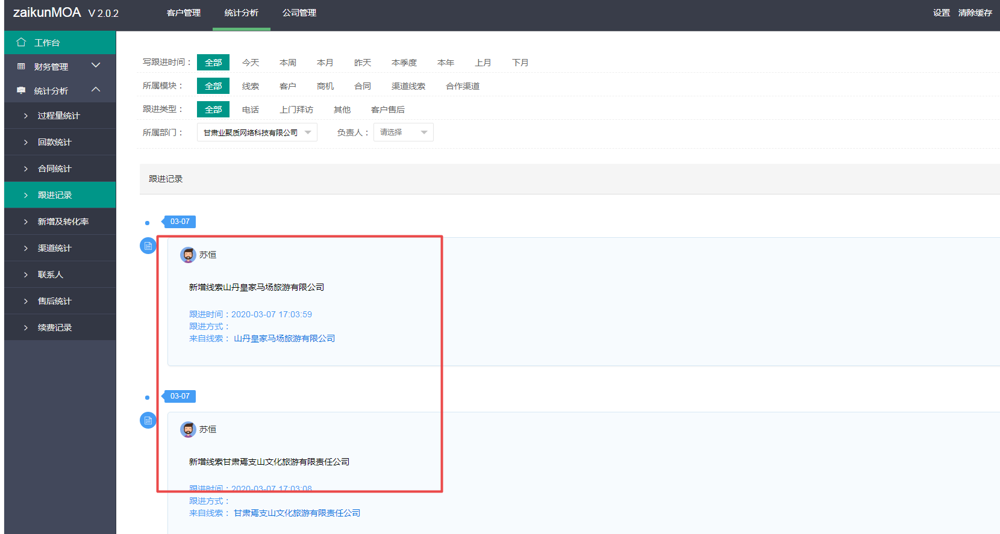 zaikunMOA V 2.0.2
客户管理 统计分析 公司管理
设置 清除缓存
工作台
财务管理
统计分析
过程量统计
回款统计
合同统计
跟进记录
新增及转化率
渠道统计
联系人
售后统计
续费记录
写跟进时间： 全部 今天 本周 本月 昨天 本季度 本年 上月 下月
所属模块： 全部 线索 客户 商机 合同 渠道线索 合作渠道
跟进类型： 全部 电话 上门拜访 其他 客户售后
所属部门： 甘肃业聚质网络科技有限公司 负责人： 请选择
跟进记录
03-07
苏恒
新增线索山丹皇家马场旅游有限公司
跟进时间：2020-03-07 17:03:59
跟进方式：
来自线索： 山丹皇家马场旅游有限公司
03-07
苏恒
新增线索甘肃焉支山文化旅游有限责任公司
跟进时间：2020-03-07 17:03:08
跟进方式：
来自线索： 甘肃焉支山文化旅游有限责任公司